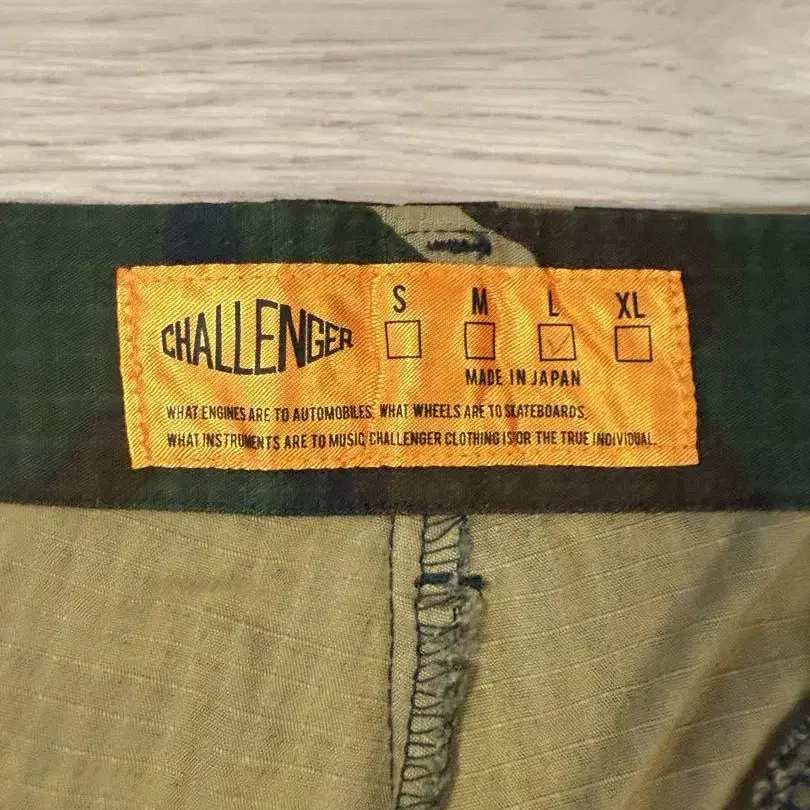 CHALLENGER
S M L XL
MADE IN JAPAN
WHAT ENGINES ARE TO AUTOMOBILES, WHAT WHEELS ARE TO SKATEBOARDS,
WHAT INSTRUMENTS ARE TO MUSIC CHALLENGER CLOTHING IS OR THE TRUE INDIVIDUAL.